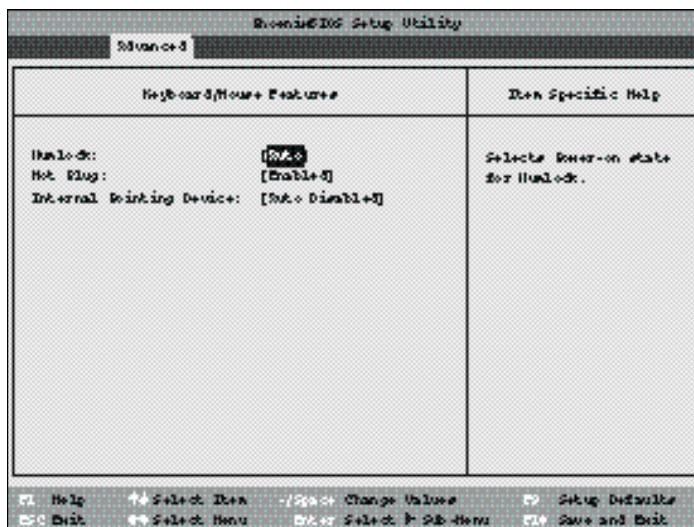 PhoenixBIOS Setup Utility
Advanced
Keyboard/Mouse Features
Item Specific Help
Numlock: [Auto]
Hot Plug: [Enabled]
Internal Pointing Device: [Auto Disabled]
Selects Power-on state
for Numlock.
F1 Help ↑↓ Select Item -/Space Change Values F9 Setup Defaults
ESC Exit ←→ Select Menu Enter Select ▶ Sub-Menu F10 Save and Exit